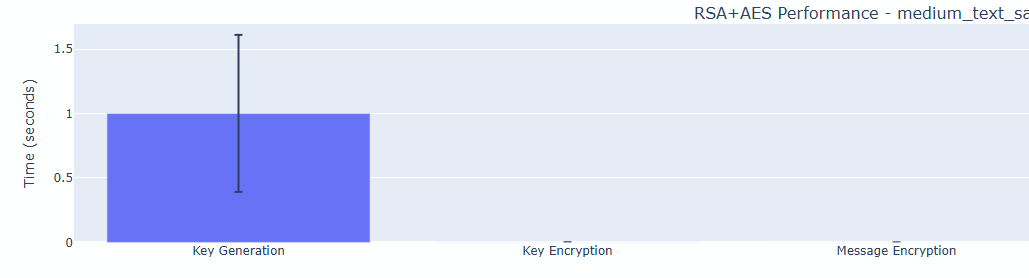 RSA+AES Performance - medium_text_sa
Time (seconds)
1.5
1
0.5
0
Key Generation Key Encryption Message Encryption